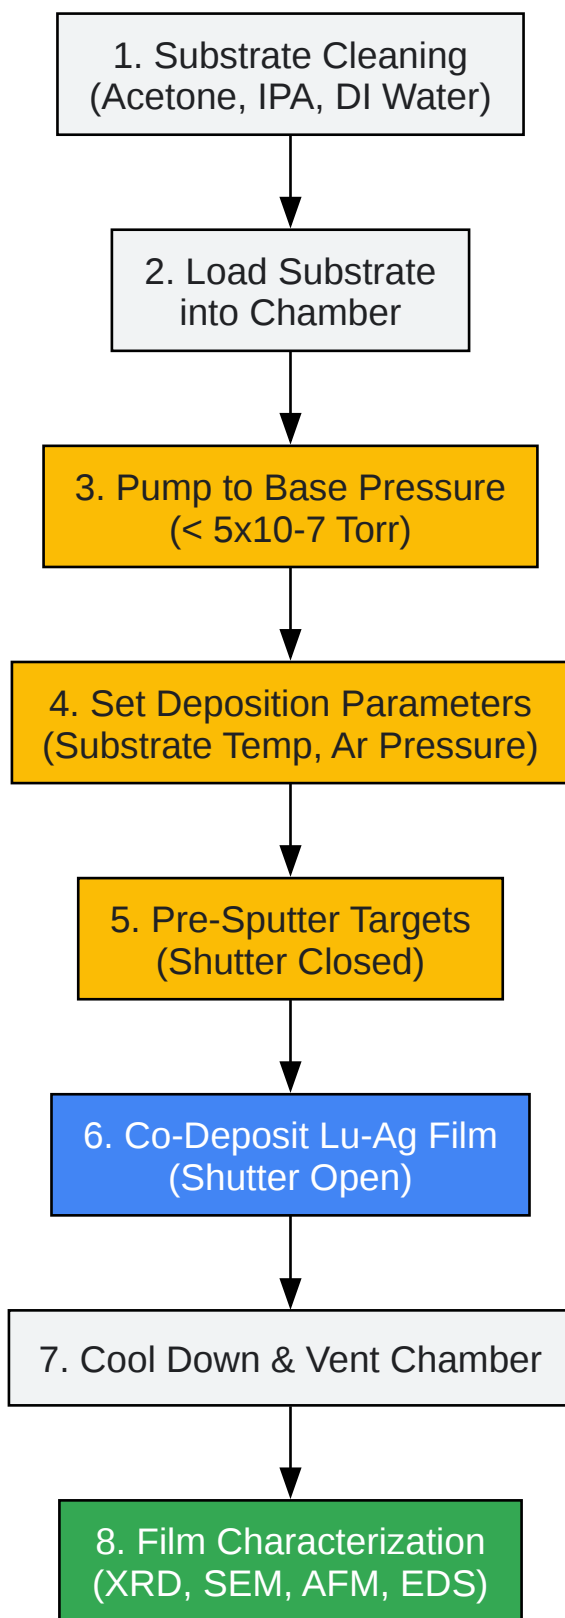 1. Substrate Cleaning
(Acetone, IPA, DI Water)
2. Load Substrate
into Chamber
3. Pump to Base Pressure
(< 5x10-7 Torr)
4. Set Deposition Parameters
(Substrate Temp, Ar Pressure)
5. Pre-Sputter Targets
(Shutter Closed)
6. Co-Deposit Lu-Ag Film
(Shutter Open)
7. Cool Down & Vent Chamber
8. Film Characterization
(XRD, SEM, AFM, EDS)